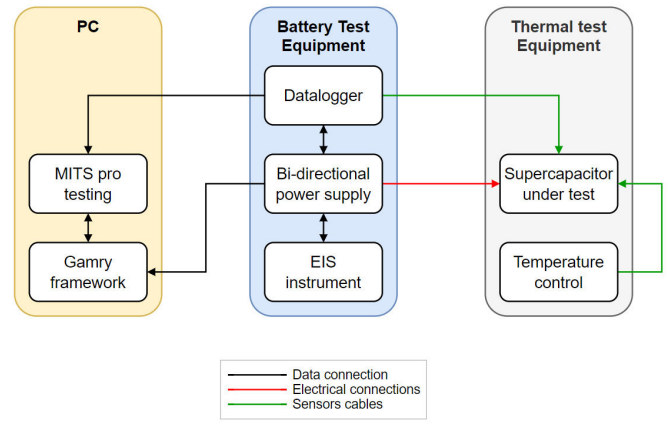 PC
Battery Test
Equipment
Thermal test
Equipment
Datalogger
MITS pro
testing
Bi-directional
power supply
Supercapacitor
under test
Gamry
framework
EIS
instrument
Temperature
control
Data connection
Electrical connections
Sensors cables